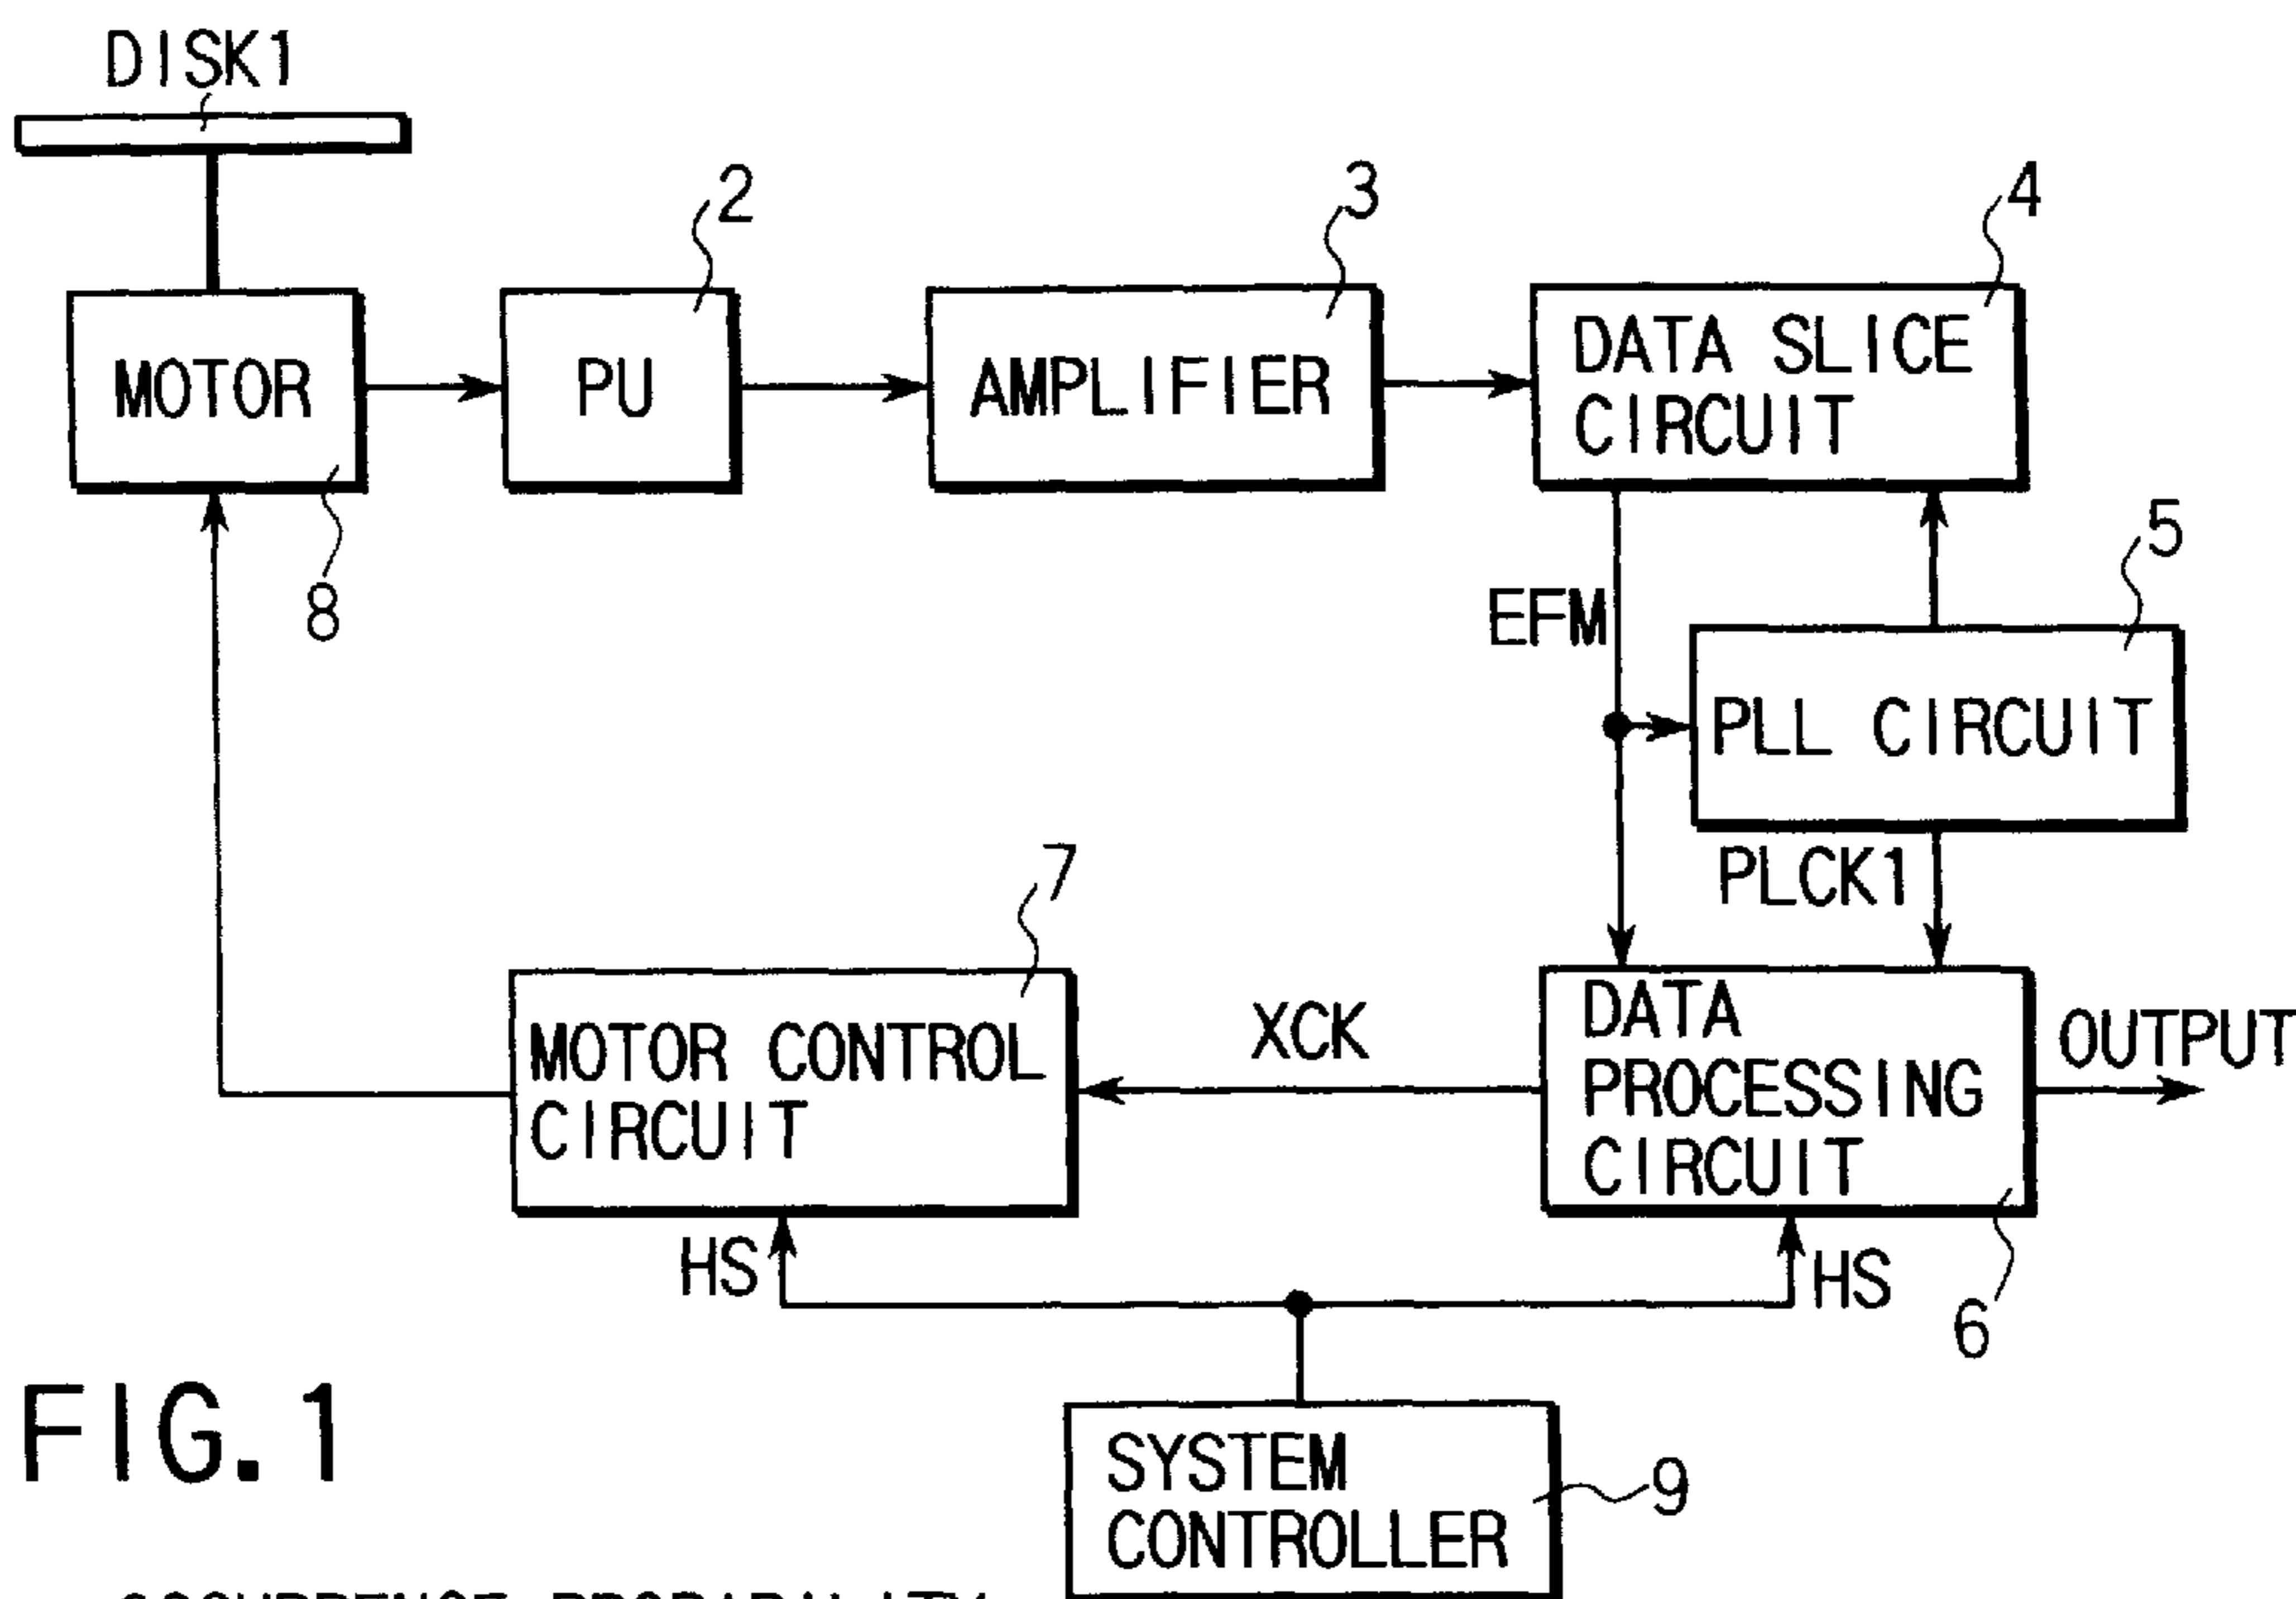 DISK1
2
3
4
MOTOR
PU
AMPLIFIER
DATA SLICE
CIRCUIT
8
EFM
5
PLL CIRCUIT
PLCK1
7
MOTOR CONTROL
CIRCUIT
XCK
DATA
PROCESSING
CIRCUIT
OUTPUT
HS
HS
6
FIG.1
SYSTEM
CONTROLLER
9